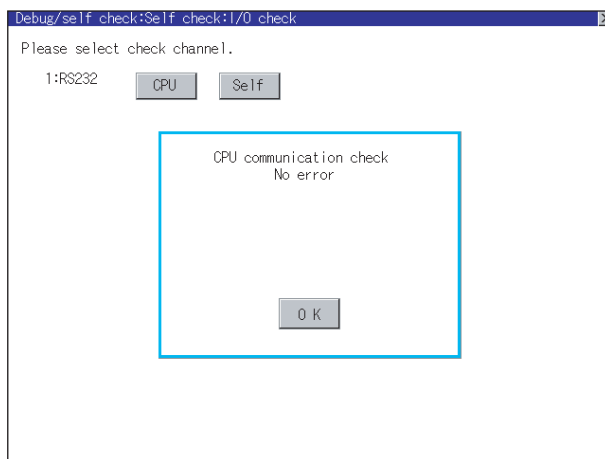 Debug/self check:Self check:I/O check
Please select check channel.
1:RS232 CPU Self
CPU communication check
No error
O K